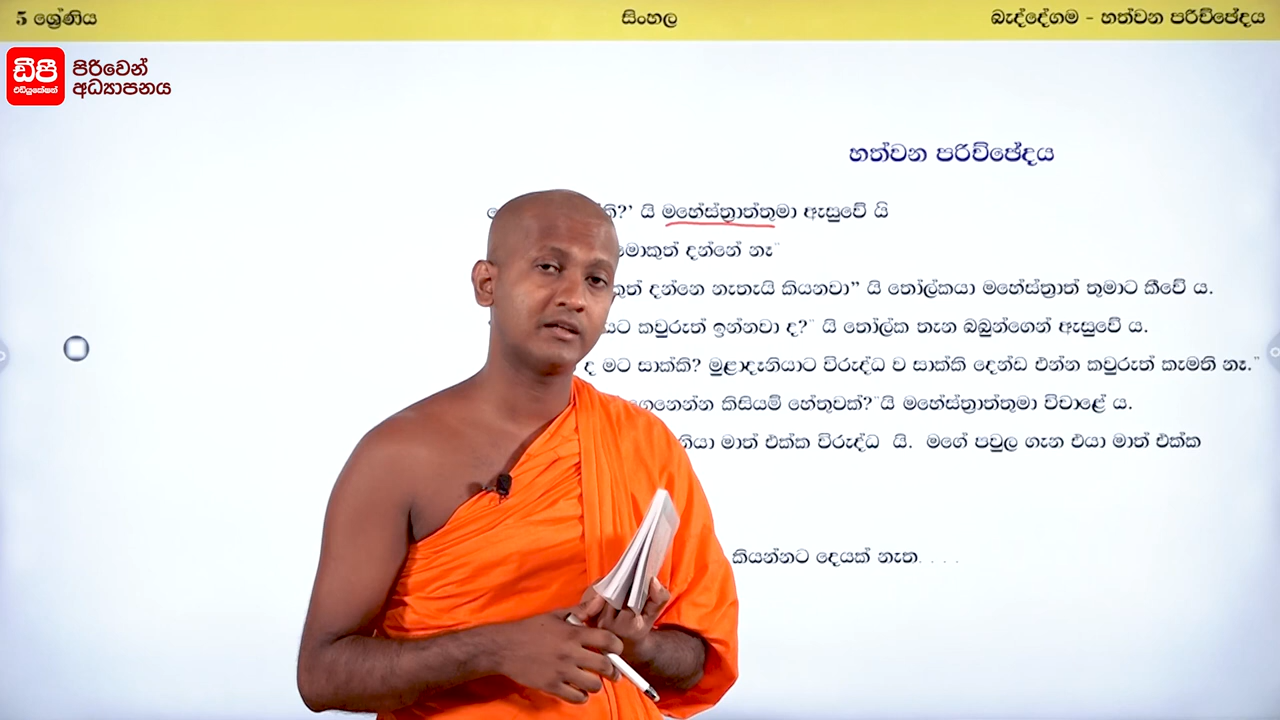 5 ශ්‍රේණිය
සිංහල
බැද්දේගම - හත්වන පරිච්ඡේදය
ඩීපී
එඩියුකේෂන්
පිරිවෙන්
අධ්‍යාපනය
හත්වන පරිච්ඡේදය
යි මහේස්ත්‍රාත්තුමා ඇසුවේ යි
මොකුත් දන්නේ නෑ"
දන්නෙ නැතැයි කියනවා" යි තෝල්කයා මහේස්ත්‍රාත් තුමාට කීවේ ය.
කවුරුත් ඉන්නවා ද?" යි තෝල්ක තැන බබුන්ගෙන් ඇසුවේ ය.
ද මට සාක්කි? මුළාදෑනියාට විරුද්ධ ව සාක්කි දෙන්ඩ එන්න කවුරුත් කැමති නෑ."
කිසියම් හේතුවක්?"යි මහේස්ත්‍රාත්තුමා විචාළේ ය.
මාත් එක්ක විරුද්ධ යි. මගේ පවුල ගැන එයා මාත් එක්ක
කියන්නට දෙයක් නැත. . . .